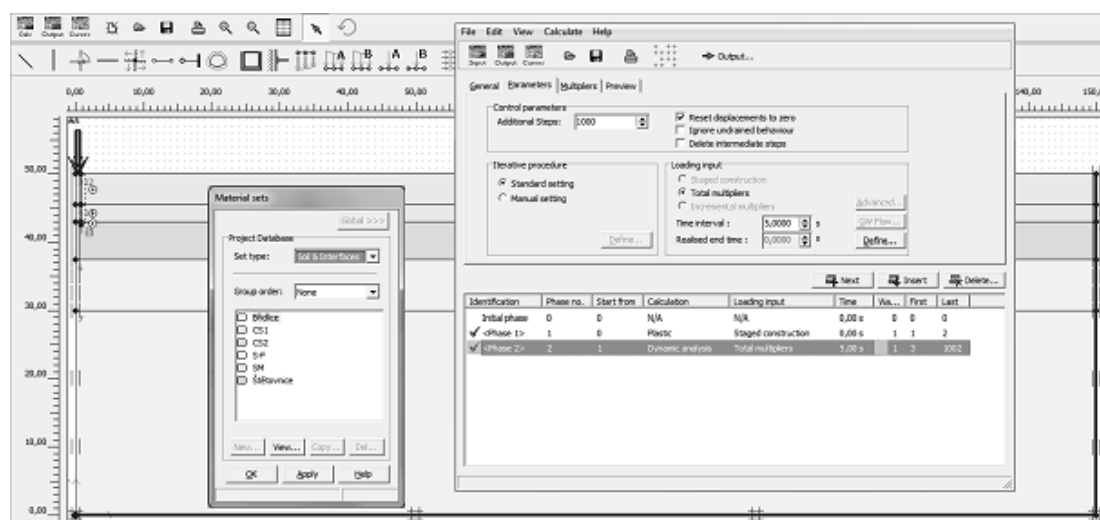 Calc Output Curves
0,00 10,00 20,00 30,00 40,00 50,00
50,00
40,00
30,00
20,00
10,00
0,00
Material sets
Global >>>
Project Database
Set type: Soil & Interfaces
Group order: None
Břidlice
CS1
CS2
S-F
SM
Štětovnice
New... View... Copy... Del...
OK Apply Help
File Edit View Calculate Help
Input Output Curves Output...
General Parameters Multipliers Preview
Control parameters
Additional Steps: 1000
Reset displacements to zero
Ignore undrained behaviour
Delete intermediate steps
Iterative procedure
Standard setting
Manual setting
Define...
Loading input
Staged construction
Total multipliers
Incremental multipliers
Advanced...
Time interval : 5,0000 s
GW Flow...
Realised end time : 0,0000 s
Define...
Next Insert Delete...
Identification Phase no. Start from Calculation Loading input Time Wa... First Last
Initial phase 0 0 N/A N/A 0,00 s 0 0 0
<Phase 1> 1 0 Plastic Staged construction 0,00 s 1 1 2
<Phase 2> 2 1 Dynamic analysis Total multipliers 5,00 s 1 3 1002
140,00 150,